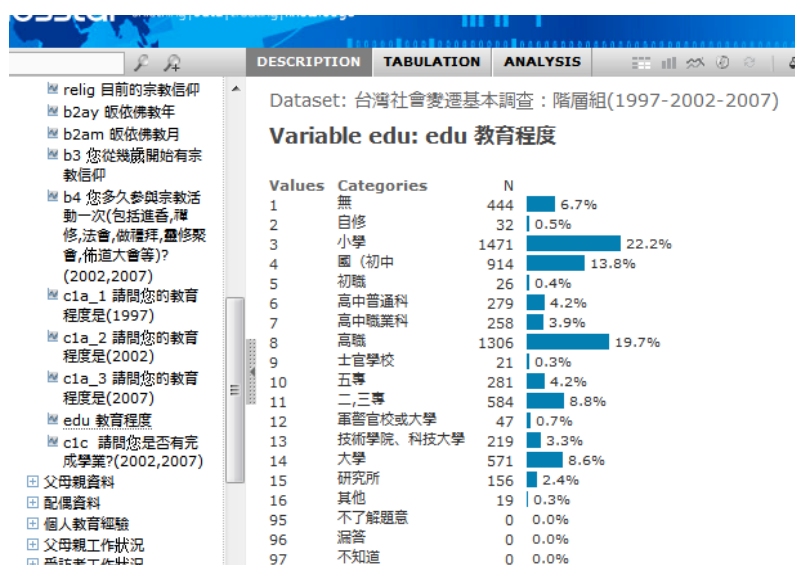 DESCRIPTION TABULATION ANALYSIS
relig 目前的宗教信仰
b2ay 皈依佛教年
b2am 皈依佛教月
b3 您從幾歲開始有宗
教信仰
b4 您多久參與宗教活
動一次(包括進香,禪
修,法會,做禮拜,靈修聚
會,佈道大會等)?
(2002,2007)
c1a_1 請問您的教育
程度是(1997)
c1a_2 請問您的教育
程度是(2002)
c1a_3 請問您的教育
程度是(2007)
edu 教育程度
c1c 請問您是否有完
成學業?(2002,2007)
父母親資料
配偶資料
個人教育經驗
父母親工作狀況
受訪者工作狀況
Dataset: 台灣社會變遷基本調查：階層組(1997-2002-2007)
Variable edu: edu 教育程度
Values Categories N
1 無 444 6.7%
2 自修 32 0.5%
3 小學 1471 22.2%
4 國（初中 914 13.8%
5 初職 26 0.4%
6 高中普通科 279 4.2%
7 高中職業科 258 3.9%
8 高職 1306 19.7%
9 士官學校 21 0.3%
10 五專 281 4.2%
11 二,三專 584 8.8%
12 軍警官校或大學 47 0.7%
13 技術學院、科技大學 219 3.3%
14 大學 571 8.6%
15 研究所 156 2.4%
16 其他 19 0.3%
95 不了解題意 0 0.0%
96 漏答 0 0.0%
97 不知道 0 0.0%